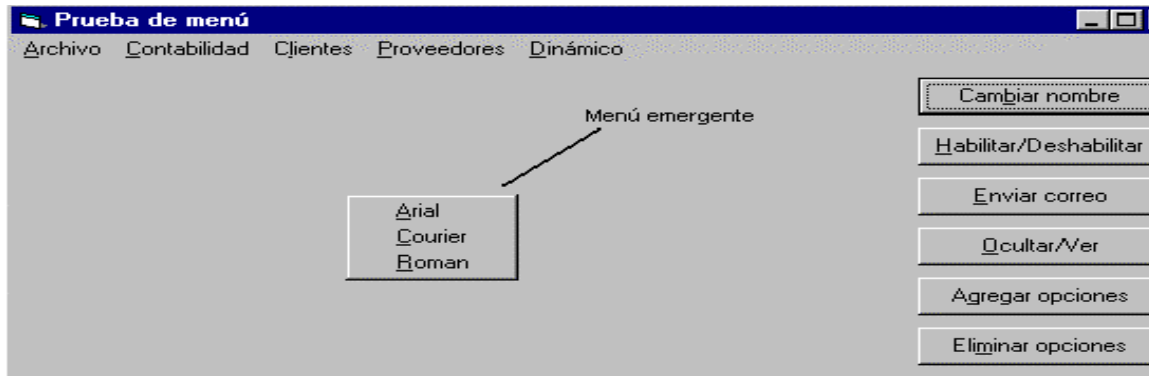 Prueba de menú
Archivo Contabilidad Clientes Proveedores Dinámico
Cambiar nombre
Menú emergente
Habilitar/Deshabilitar
Enviar correo
Arial
Courier
Roman
Ocultar/Ver
Agregar opciones
Eliminar opciones